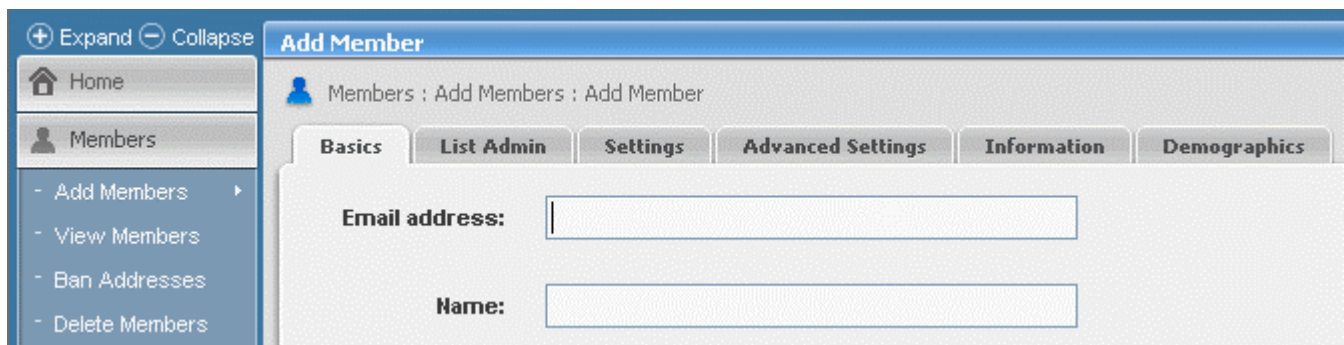 Expand Collapse
Home
Members
- Add Members
- View Members
- Ban Addresses
- Delete Members
Add Member
Members : Add Members : Add Member
Basics List Admin Settings Advanced Settings Information Demographics
Email address:
Name: